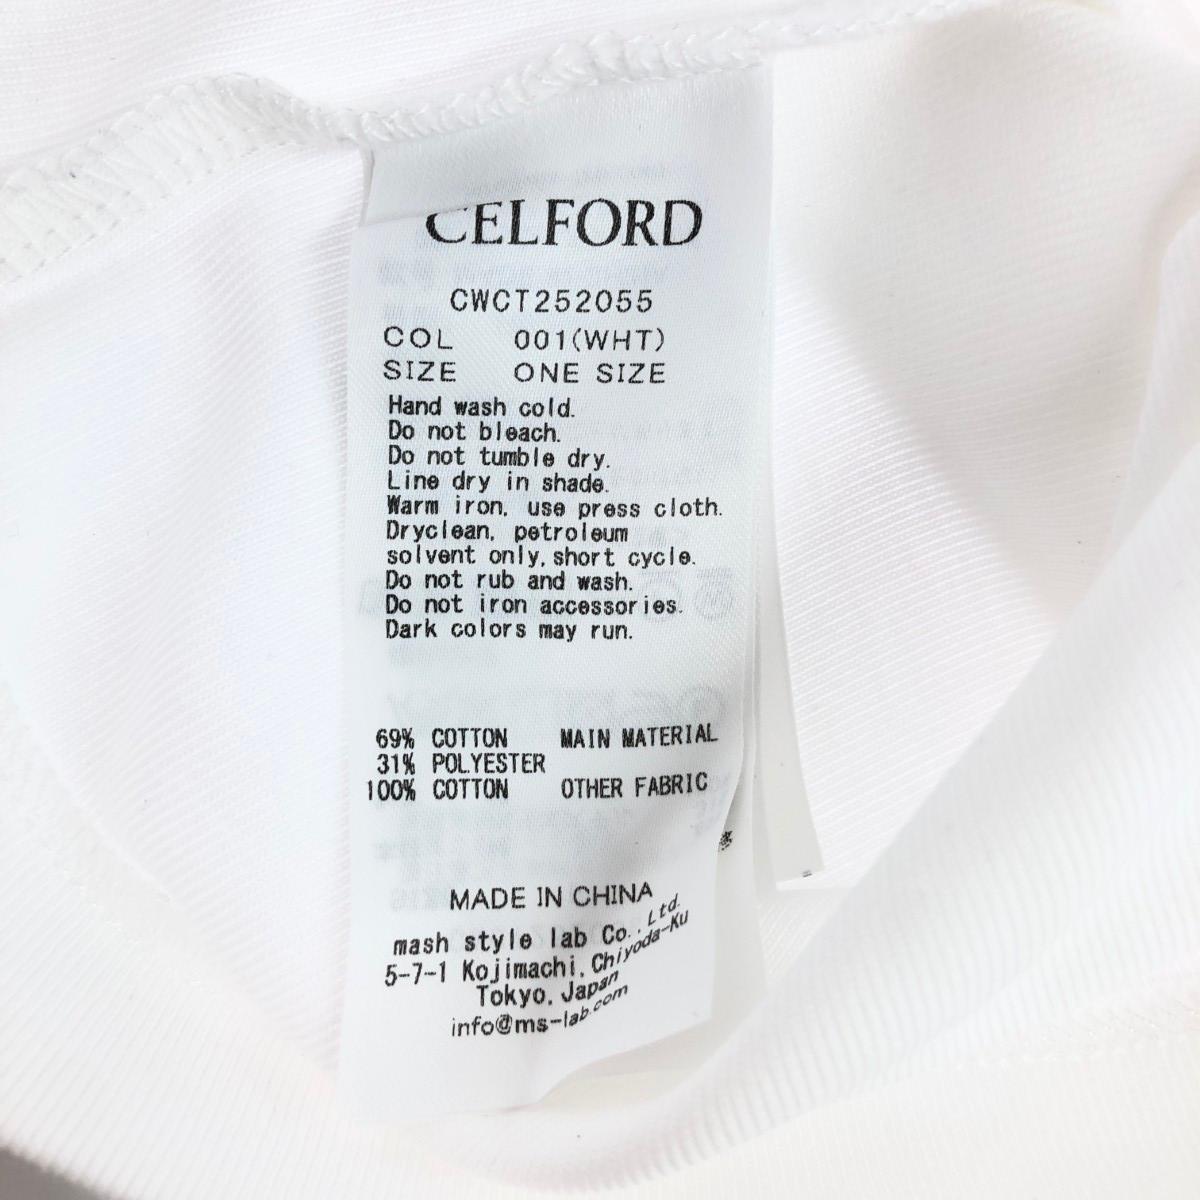 CELFORD
CWCT252055
COL 001(WHT)
SIZE ONE SIZE
Hand wash cold.
Do not bleach.
Do not tumble dry.
Line dry in shade.
Warm iron, use press cloth.
Dryclean, petroleum
solvent only, short cycle.
Do not rub and wash.
Do not iron accessories.
Dark colors may run.
69% COTTON MAIN MATERIAL
31% POLYESTER
100% COTTON OTHER FABRIC
MADE IN CHINA
mash style lab Co., Ltd.
5-7-1 Kojimachi, Chiyoda-Ku
Tokyo, Japan
info@ms-lab.com